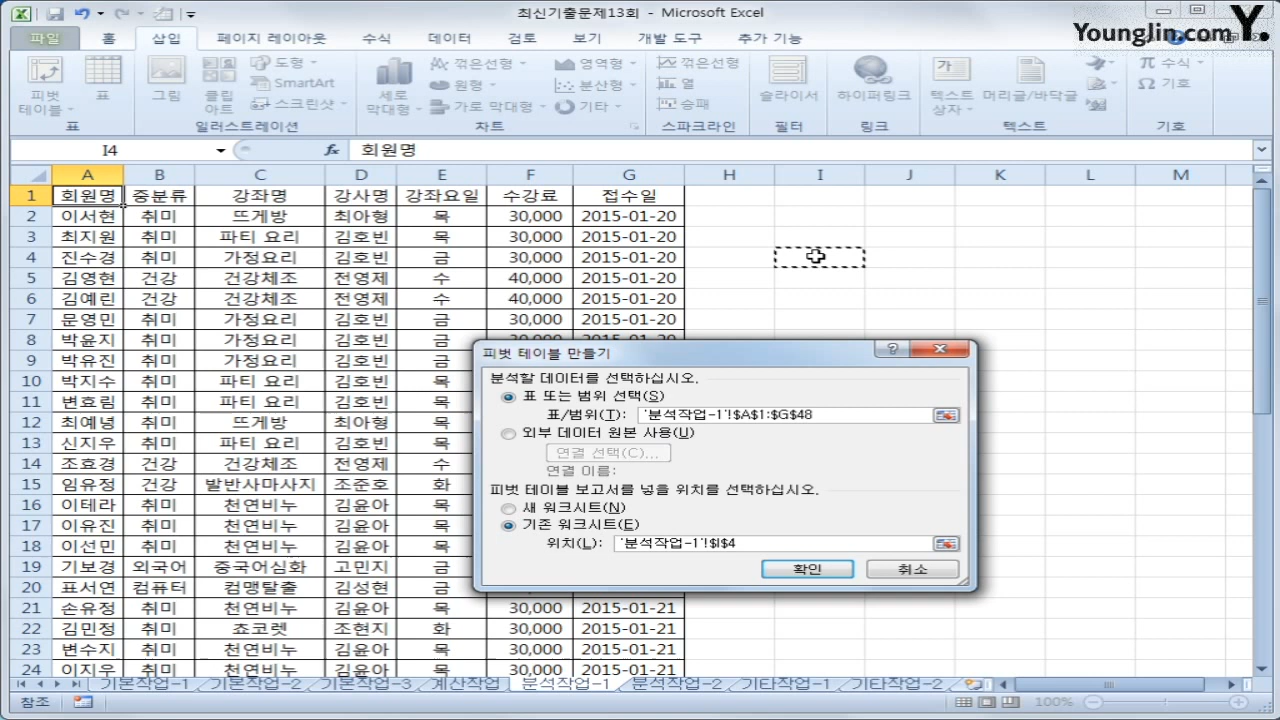 최신기출문제13회 - Microsoft Excel
Younglin.com Y.
파일 홈 삽입 페이지 레이아웃 수식 데이터 검토 보기 개발 도구 추가 기능
피벗 테이블 표 그림 클립 아트 도형 SmartArt 스크린샷 세로 막대형 꺾은선형 원형 가로 막대형 영역형 분산형 기타 꺾은선형 열 승패 슬라이서 하이퍼링크 텍스트 상자 머리글/바닥글 수식 기호
표 일러스트레이션 차트 스파크라인 필터 링크 텍스트 기호
I4 fx 회원명
A B C D E F G H I J K L M
1 회원명 중분류 강좌명 강사명 강좌요일 수강료 접수일
2 이서현 취미 뜨게방 최아형 목 30,000 2015-01-20
3 최지원 취미 파티 요리 김호빈 목 30,000 2015-01-20
4 진수경 취미 가정요리 김호빈 금 30,000 2015-01-20
5 김영현 건강 건강체조 전영제 수 40,000 2015-01-20
6 김예린 건강 건강체조 전영제 수 40,000 2015-01-20
7 문영민 취미 가정요리 김호빈 금 30,000 2015-01-20
8 박윤지 취미 가정요리 김호빈 금
9 박유진 취미 가정요리 김호빈 금
10 박지수 취미 파티 요리 김호빈 목
11 변효림 취미 파티 요리 김호빈 목
12 최예녕 취미 뜨게방 최아형 목
13 신지우 취미 파티 요리 김호빈 목
14 조효경 건강 건강체조 전영제 수
15 임유정 건강 발반사마사지 조준호 화
16 이테라 취미 천연비누 김윤아 목
17 이유진 취미 천연비누 김윤아 목
18 이선민 취미 천연비누 김윤아 목
19 기보경 외국어 중국어심화 고민지 금
20 표서연 컴퓨터 컴맹탈출 김성현 금
21 손유정 취미 천연비누 김윤아 목 30,000 2015-01-21
22 김민정 취미 쵸코렛 조현지 화 30,000 2015-01-21
23 변수지 취미 천연비누 김윤아 목 30,000 2015-01-21
24 이지우 취미 천연비누 김윤아 목 30,000 2015-01-21
피벗 테이블 만들기
분석할 데이터를 선택하십시오.
표 또는 범위 선택(S)
표/범위(T): '분석작업-1'!$A$1:$G$48
외부 데이터 원본 사용(U)
연결 선택(C)...
연결 이름:
피벗 테이블 보고서를 넣을 위치를 선택하십시오.
새 워크시트(N)
기존 워크시트(E)
위치(L): '분석작업-1'!$I$4
확인 취소
기본작업-1 기본작업-2 기본작업-3 계산작업 분석작업-1 분석작업-2 기타작업-1 기타작업-2
참조 100%